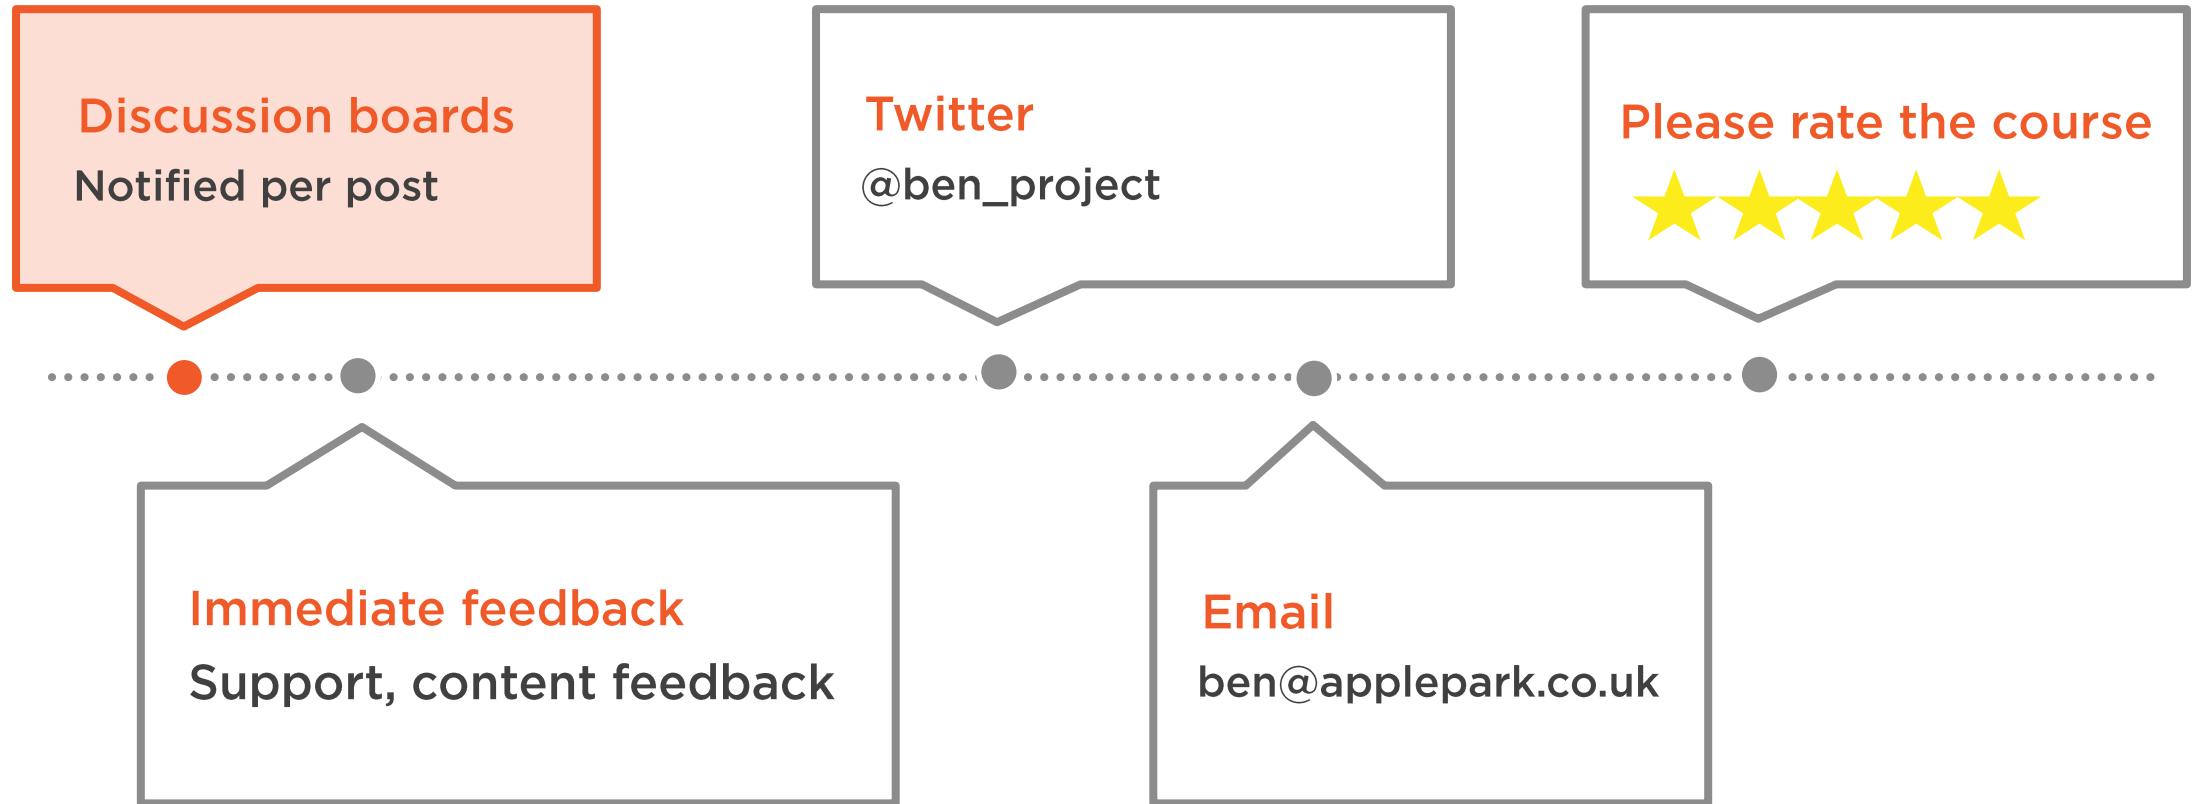 Discussion boards
Notified per post
Immediate feedback
Support, content feedback
Twitter
@ben_project
Email
ben@applepark.co.uk
Please rate the course